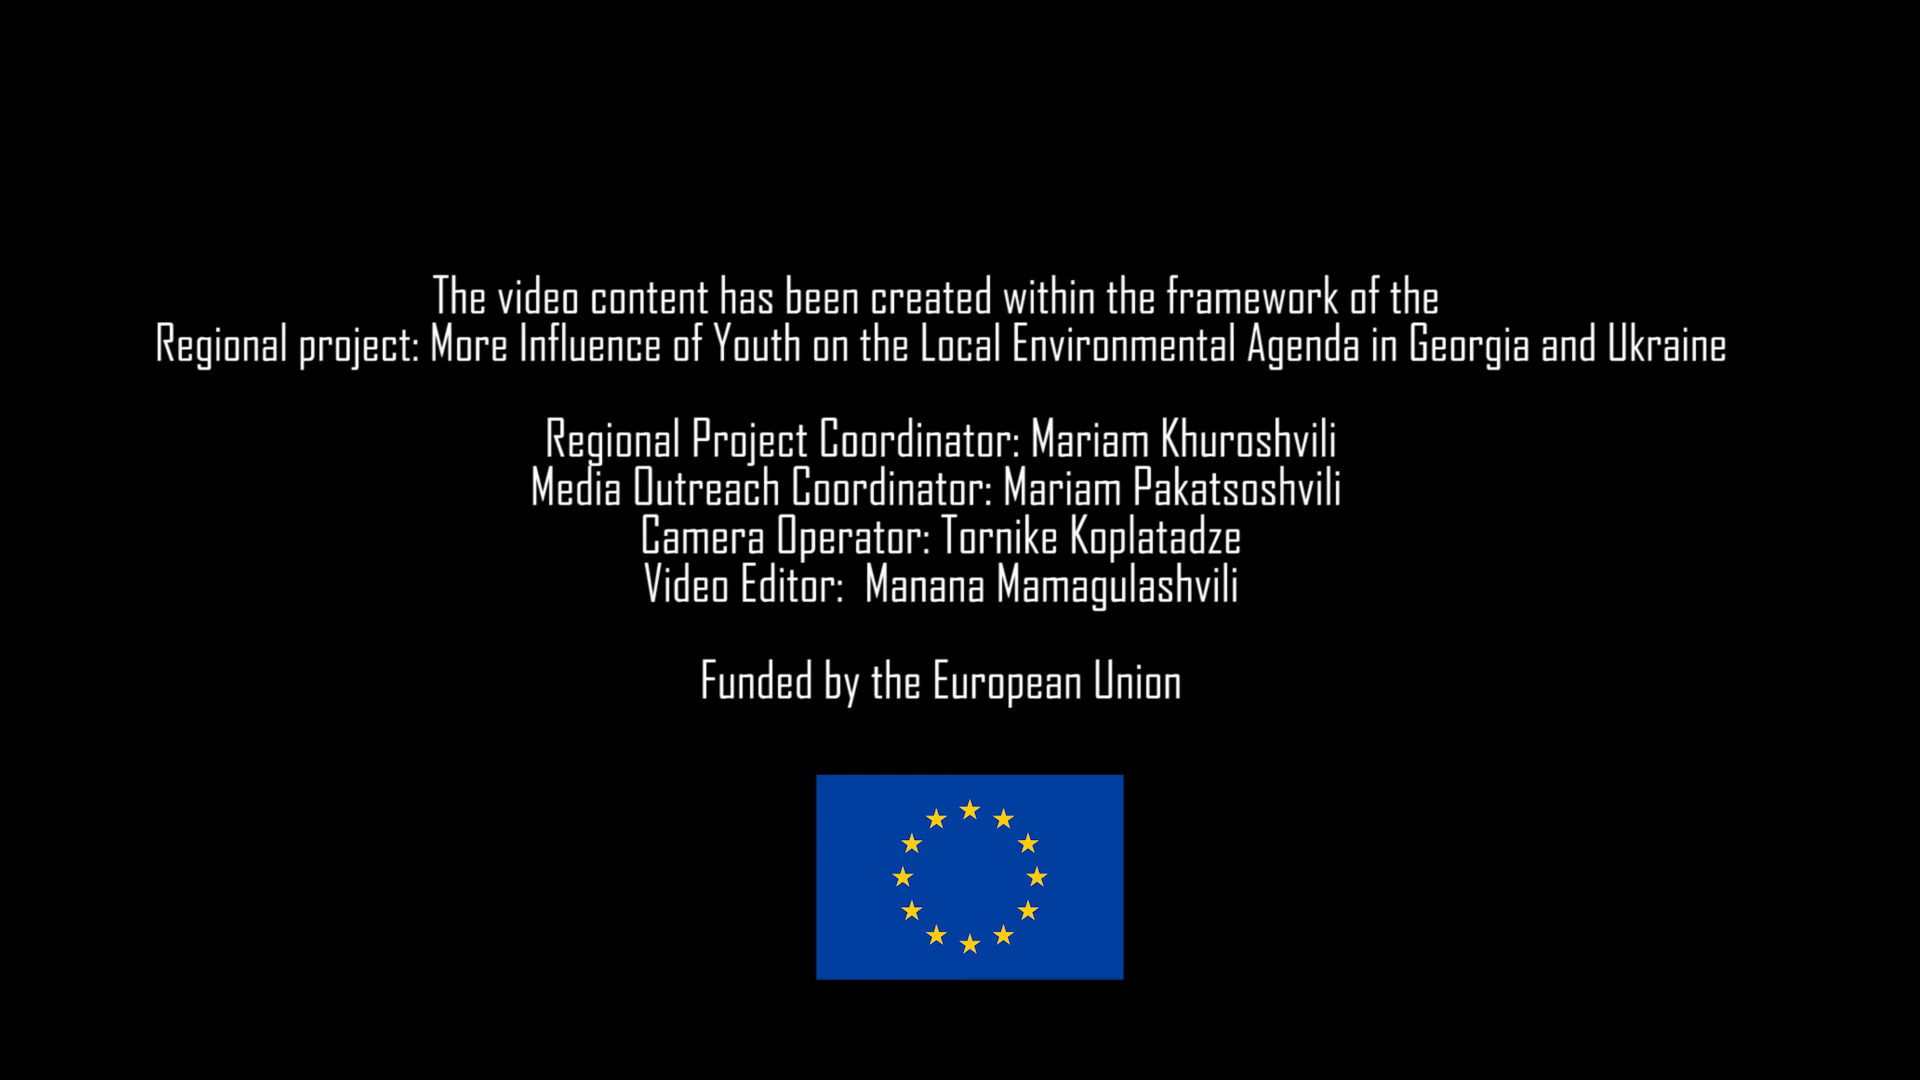 The video content has been created within the framework of the
Regional project: More Influence of Youth on the Local Environmental Agenda in Georgia and Ukraine
Regional Project Coordinator: Mariam Khuroshvili
Media Outreach Coordinator: Mariam Pakatsoshvili
Camera Operator: Tornike Koplatadze
Video Editor:  Manana Mamagulashvili
Funded by the European Union